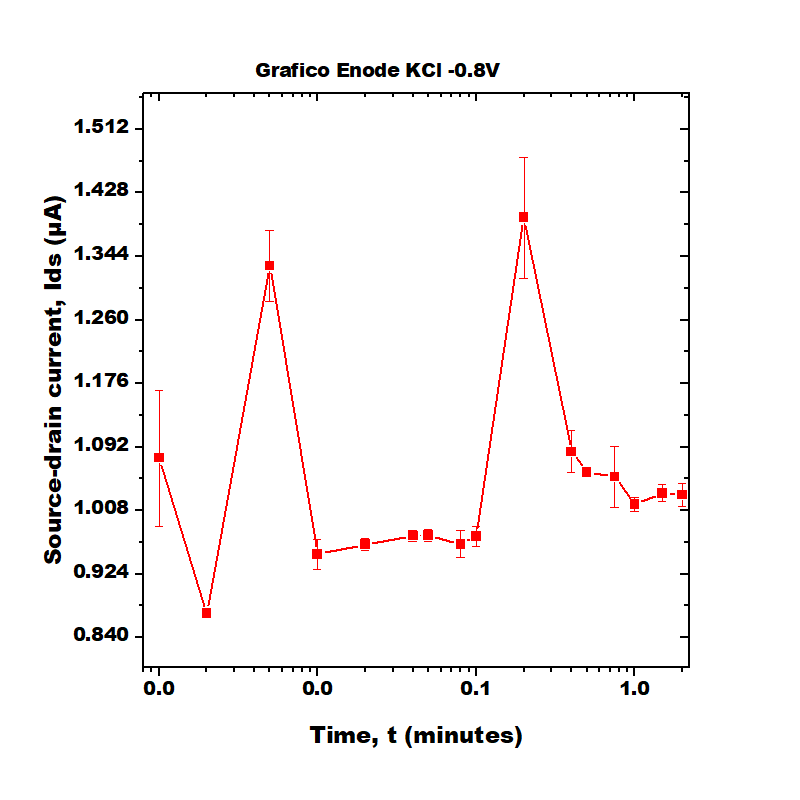 Grafico Enode KCl -0.8V
1.512
1.428
1.344
1.260
1.176
1.092
1.008
0.924
0.840
Source-drain current, Ids (µA)
0.0 0.0 0.1 1.0
Time, t (minutes)